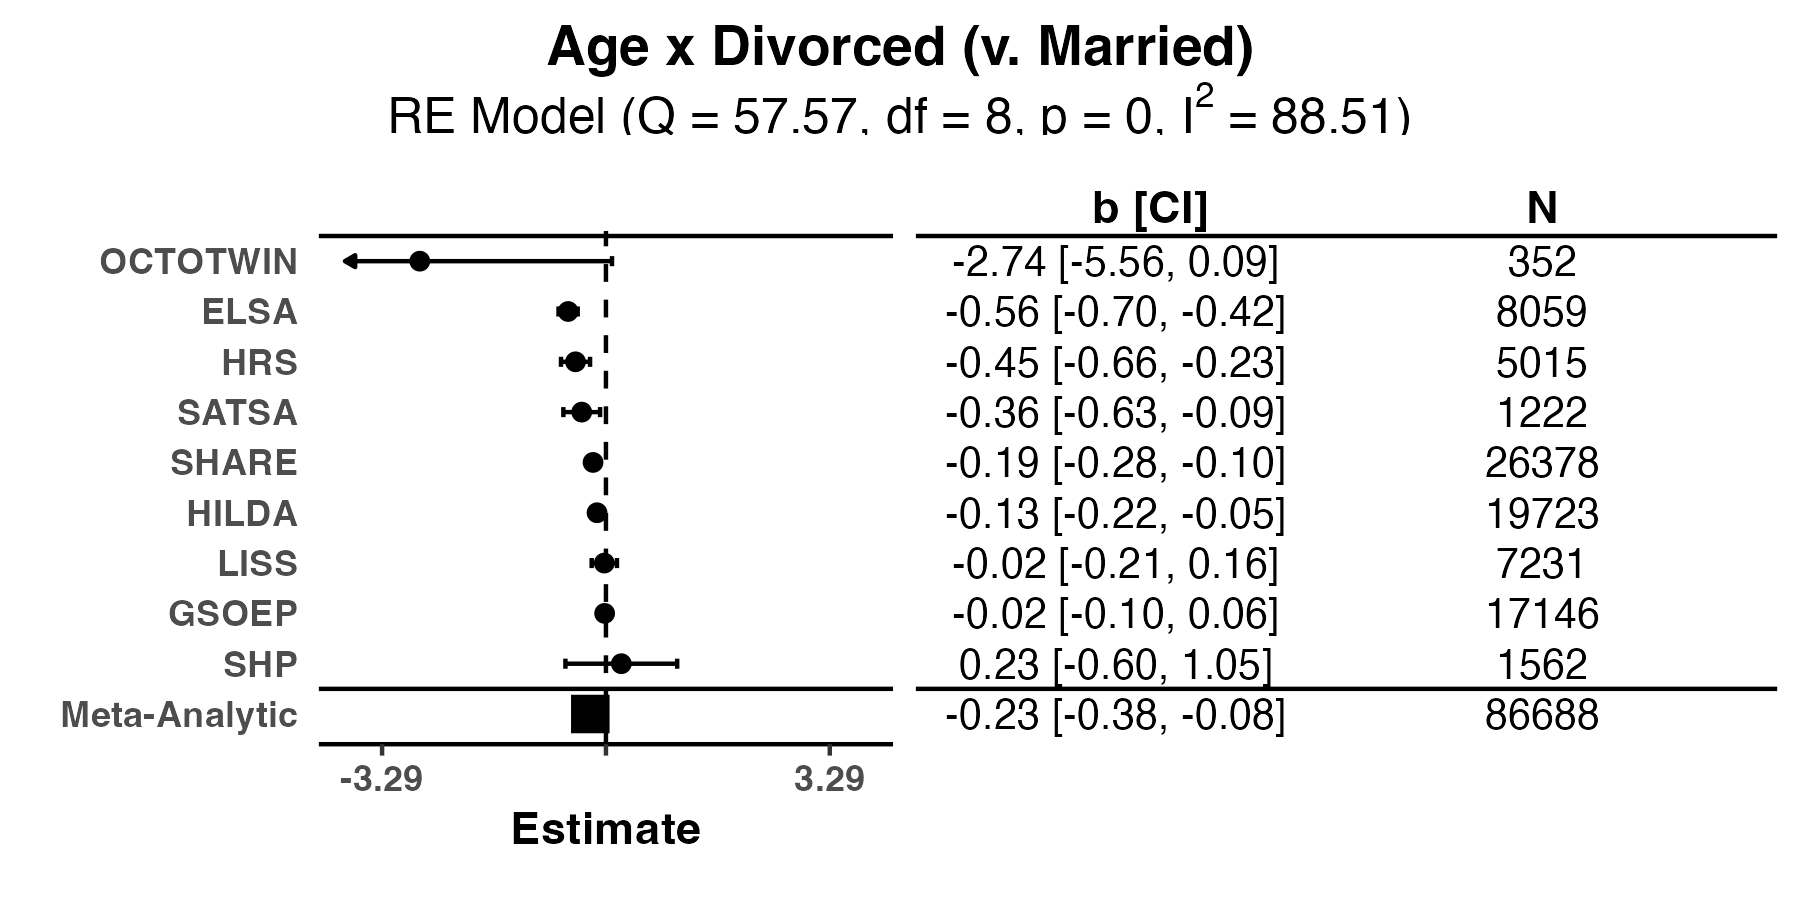 Age x Divorced (v. Married)
RE Model (Q = 57.57, df = 8, p = 0, I² = 88.51)
b [CI] N
OCTOTWIN -2.74 [-5.56, 0.09] 352
ELSA -0.56 [-0.70, -0.42] 8059
HRS -0.45 [-0.66, -0.23] 5015
SATSA -0.36 [-0.63, -0.09] 1222
SHARE -0.19 [-0.28, -0.10] 26378
HILDA -0.13 [-0.22, -0.05] 19723
LISS -0.02 [-0.21, 0.16] 7231
GSOEP -0.02 [-0.10, 0.06] 17146
SHP 0.23 [-0.60, 1.05] 1562
Meta-Analytic -0.23 [-0.38, -0.08] 86688
-3.29 3.29
Estimate